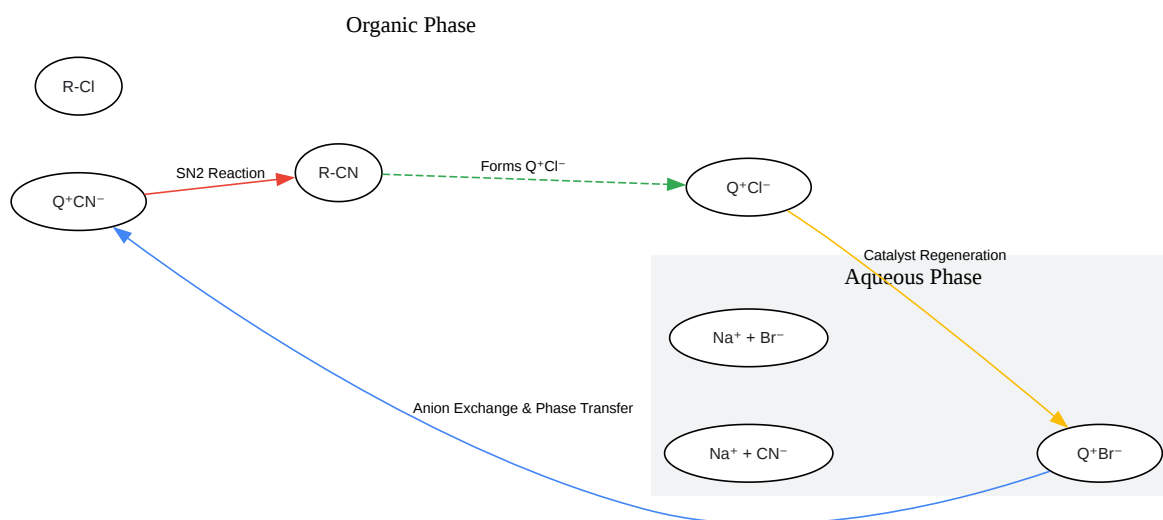 Organic Phase
R-Cl
SN2 Reaction
R-CN
Forms Q⁺Cl⁻
Q⁺CN⁻
Q⁺Cl⁻
Catalyst Regeneration
Aqueous Phase
Na⁺ + Br⁻
Anion Exchange & Phase Transfer
Na⁺ + CN⁻
Q⁺Br⁻